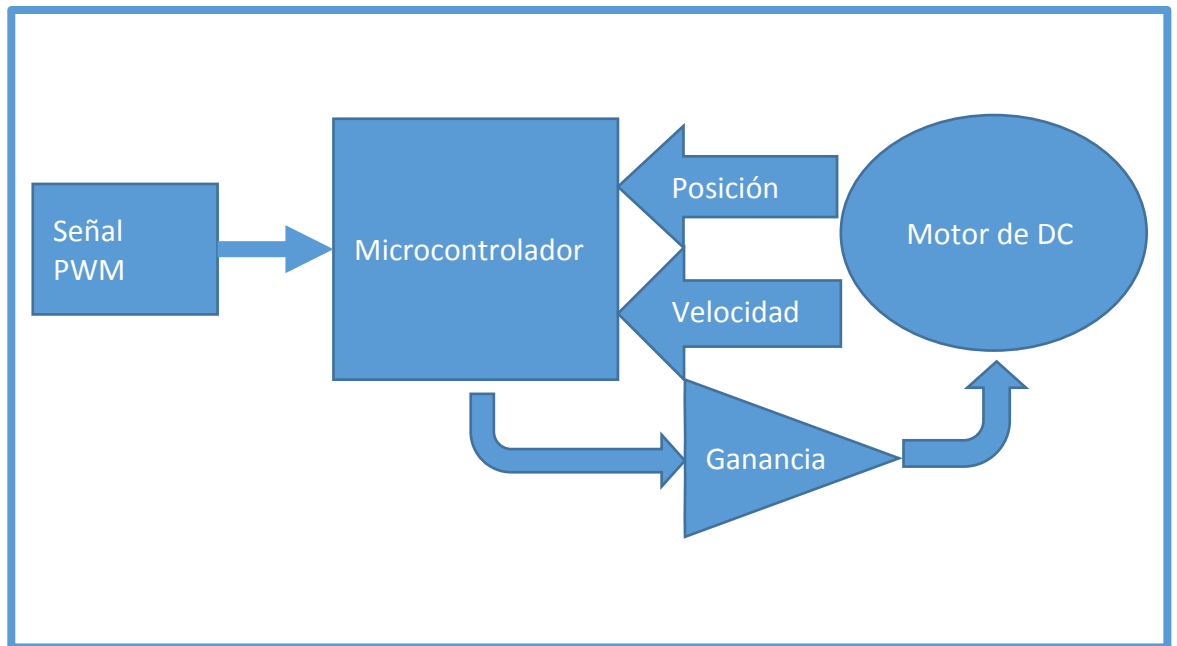 Señal
PWM
Microcontrolador
Posición
Velocidad
Motor de DC
Ganancia